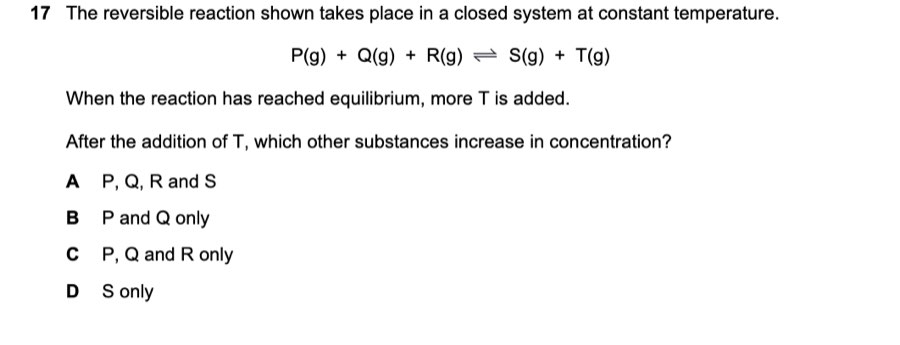 17 The reversible reaction shown takes place in a closed system at constant temperature.
P(g) + Q(g) + R(g) ⇌ S(g) + T(g)
When the reaction has reached equilibrium, more T is added.
After the addition of T, which other substances increase in concentration?
A P, Q, R and S
B P and Q only
C P, Q and R only
D S only